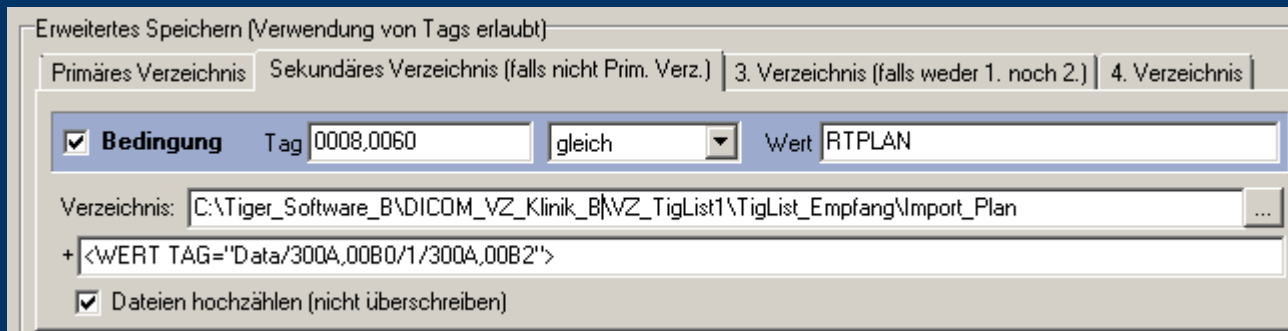 Erweitertes Speichern (Verwendung von Tags erlaubt)
Primäres Verzeichnis Sekundäres Verzeichnis (falls nicht Prim. Verz.) 3. Verzeichnis (falls weder 1. noch 2.) 4. Verzeichnis
Bedingung Tag 0008,0060 gleich Wert RTPLAN
Verzeichnis: C:\Tiger_Software_B\DICOM_VZ_Klinik_B\VZ_TigList1\TigList_Empfang\Import_Plan ...
+ <WERT TAG="Data/300A,00B0/1/300A,00B2">
Dateien hochzählen (nicht überschreiben)